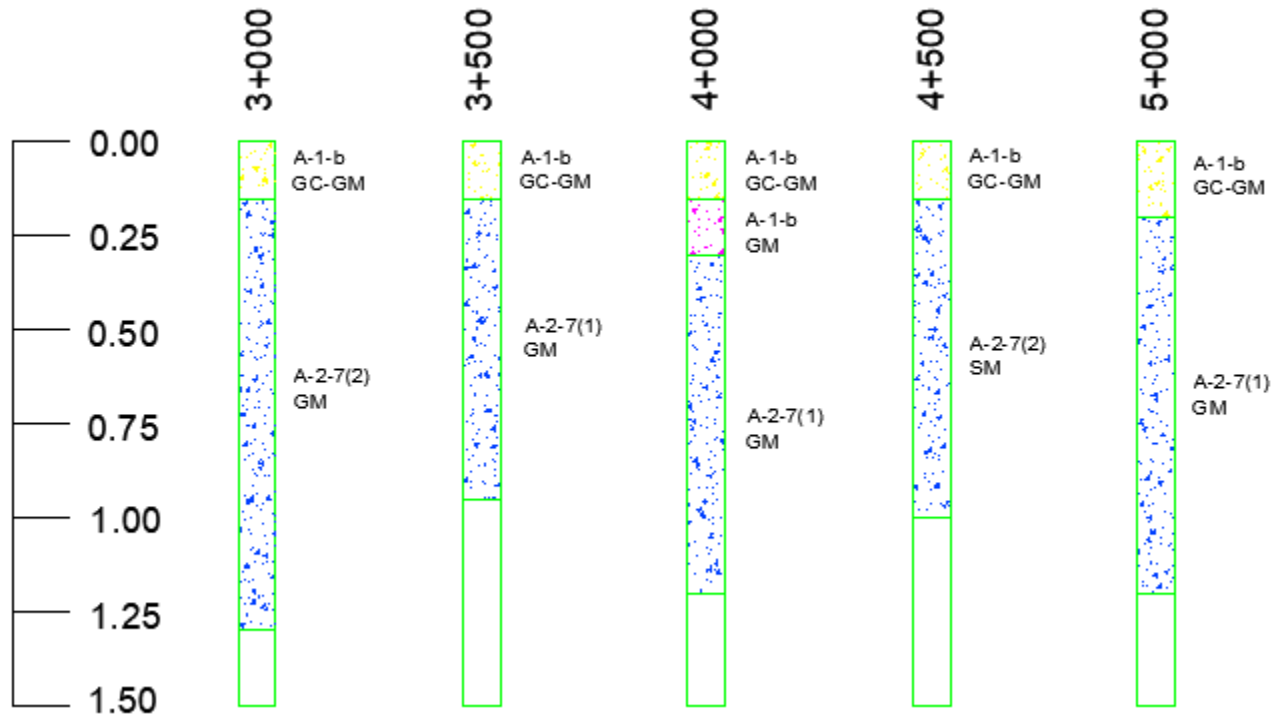 3+000
3+500
4+000
4+500
5+000
0.00
0.25
0.50
0.75
1.00
1.25
1.50
A-1-b
GC-GM
A-2-7(2)
GM
A-1-b
GC-GM
A-2-7(1)
GM
A-1-b
GC-GM
A-1-b
GM
A-2-7(1)
GM
A-1-b
GC-GM
A-2-7(2)
SM
A-1-b
GC-GM
A-2-7(1)
GM